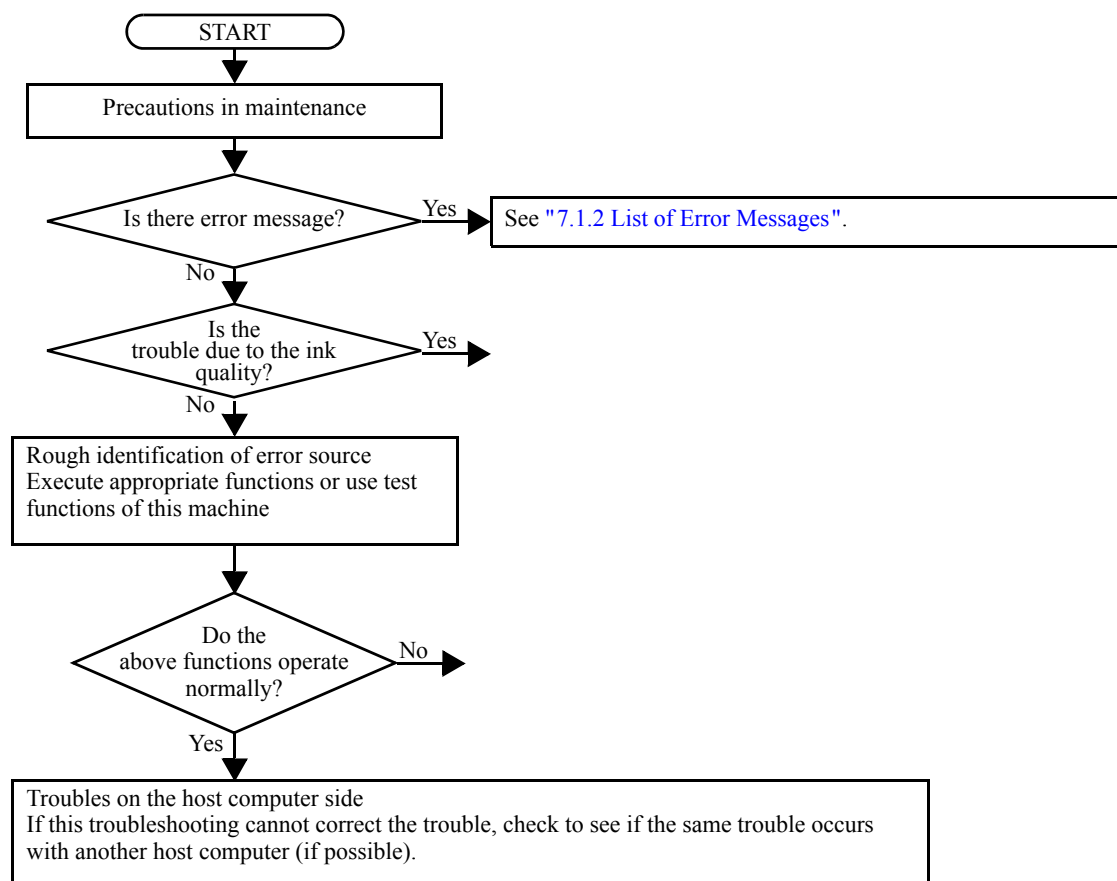 START
Precautions in maintenance
Is there error message?
Yes
See "7.1.2 List of Error Messages".
No
Is the
trouble due to the ink
quality?
Yes
No
Rough identification of error source
Execute appropriate functions or use test
functions of this machine
Do the
above functions operate
normally?
No
Yes
Troubles on the host computer side
If this troubleshooting cannot correct the trouble, check to see if the same trouble occurs
with another host computer (if possible).